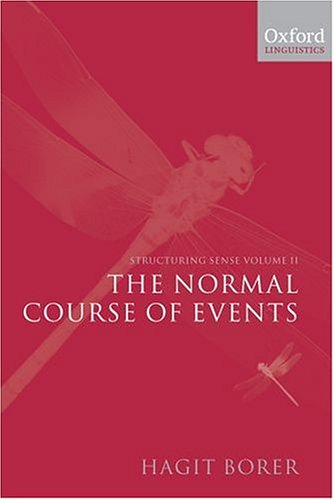 Oxford
LINGUISTICS
STRUCTURING SENSE VOLUME II
THE NORMAL
COURSE OF EVENTS
HAGIT BORER